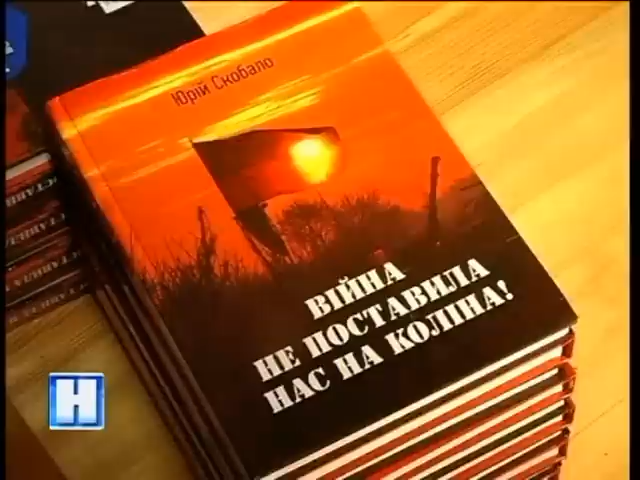 Юрій Скобало
ВІЙНА
НЕ ПОСТАВИЛА
НАС НА КОЛІНА!
Н